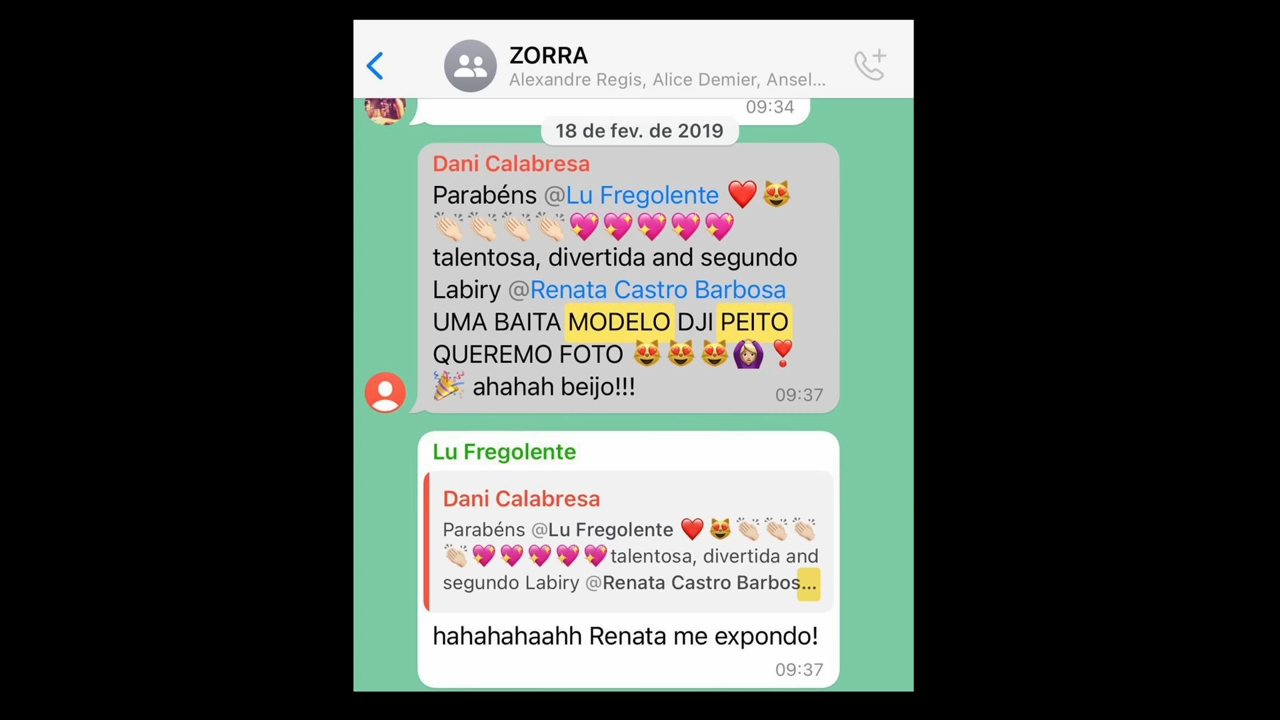 ZORRA
Alexandre Regis, Alice Demier, Ansel...
09:34
18 de fev. de 2019
Dani Calabresa
Parabéns @Lu Fregolente ❤️😻
👏🏻👏🏻👏🏻👏🏻💖💖💖💖💖
talentosa, divertida and segundo
Labiry @Renata Castro Barbosa
UMA BAITA MODELO DJI PEITO
QUEREMO FOTO 😻😻😻🙆🏼‍♀️❣️
🎉 ahahah beijo!!!
09:37
Lu Fregolente
Dani Calabresa
Parabéns @Lu Fregolente ❤️😻👏🏻👏🏻👏🏻
👏🏻💖💖💖💖💖talentosa, divertida and
segundo Labiry @Renata Castro Barbos...
hahahahaahh Renata me expondo!
09:37